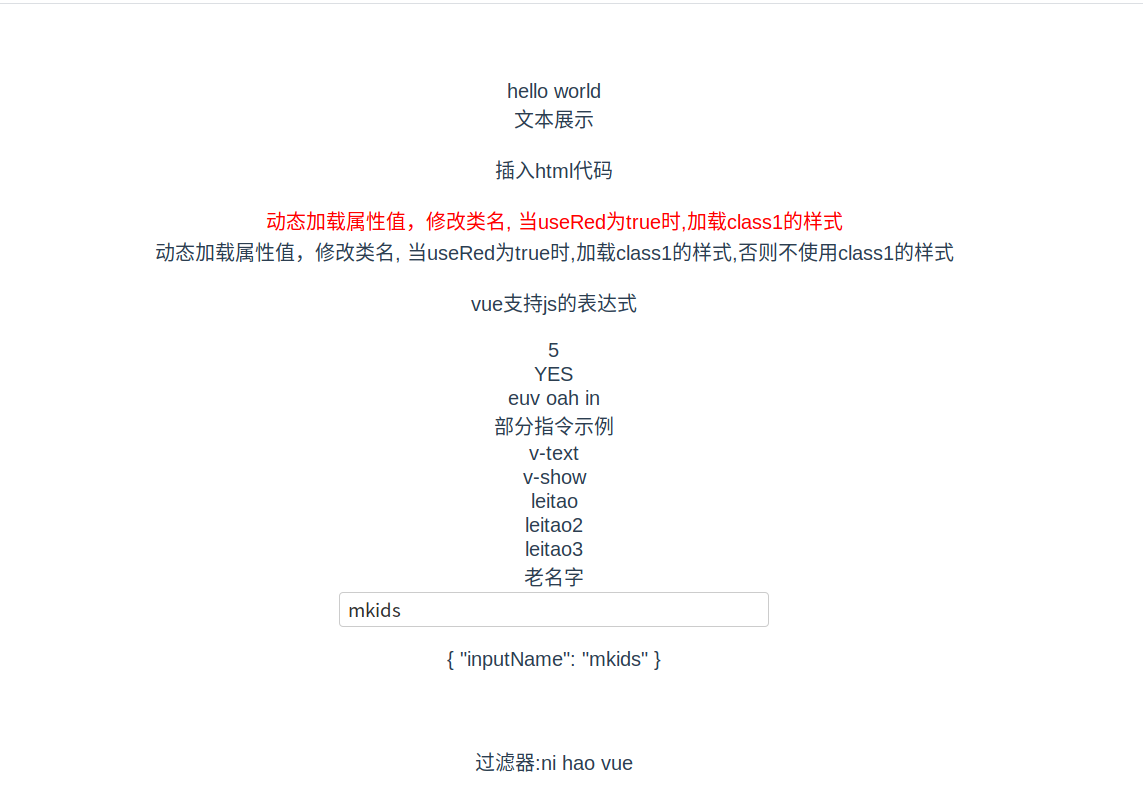 hello world
文本展示
插入html代码
动态加载属性值，修改类名, 当useRed为true时,加载class1的样式
动态加载属性值，修改类名, 当useRed为true时,加载class1的样式,否则不使用class1的样式
vue支持js的表达式
5
YES
euv oah in
部分指令示例
v-text
v-show
leitao
leitao2
leitao3
老名字
mkids
{ "inputName": "mkids" }
过滤器:ni hao vue